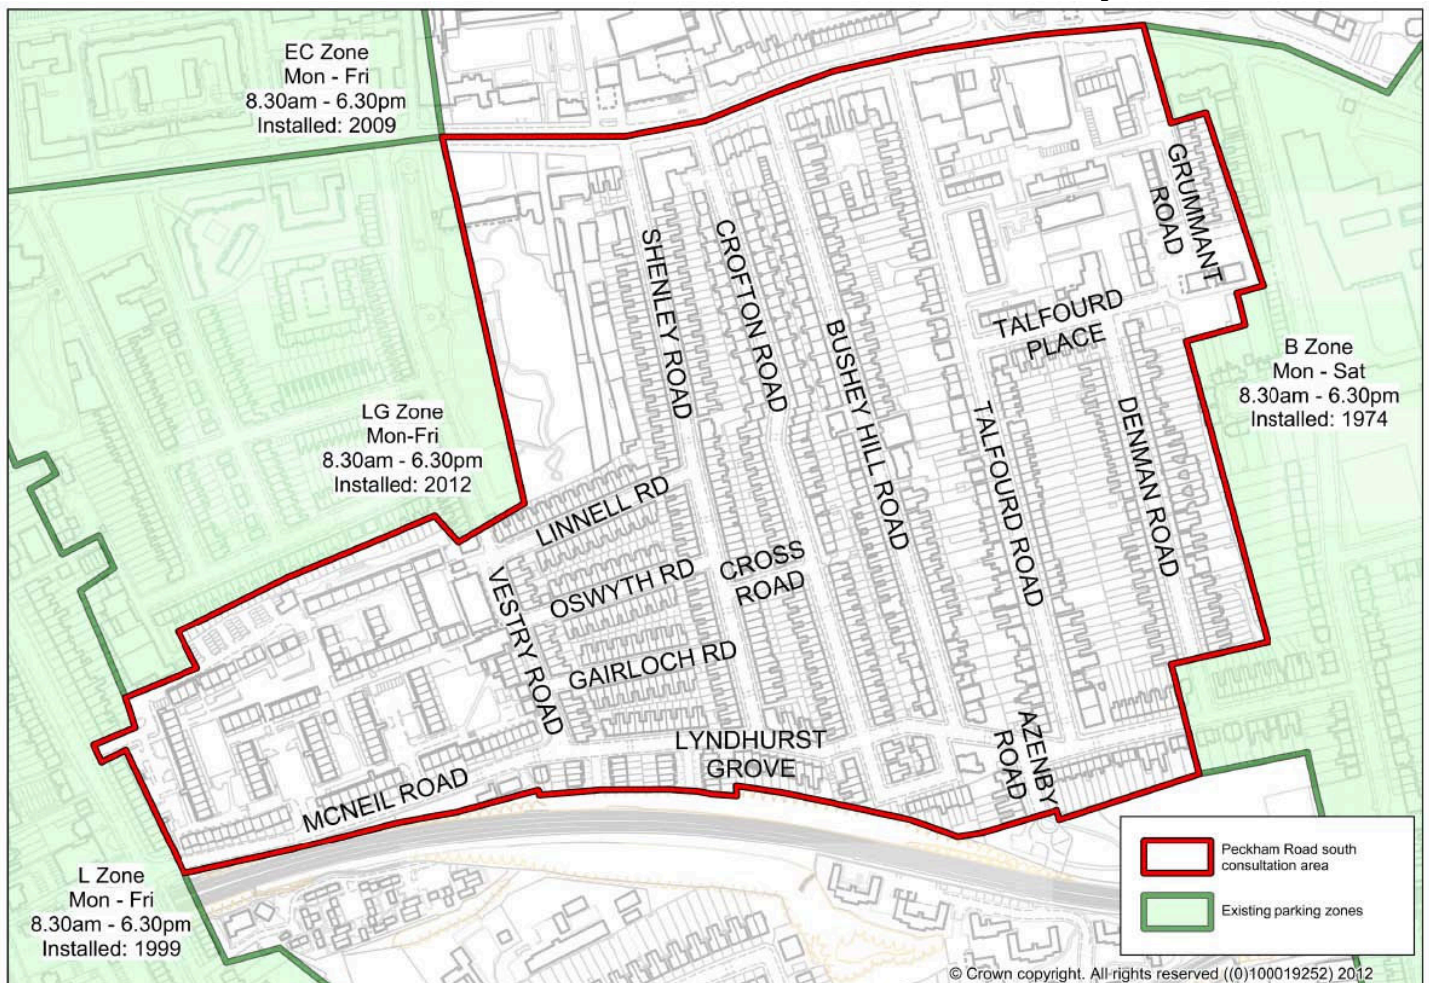 EC Zone
Mon - Fri
8.30am - 6.30pm
Installed: 2009
GRUMMANT
ROAD
SHENLEY ROAD
CROFTON ROAD
BUSHEY HILL ROAD
TALFOURD
PLACE
B Zone
Mon - Sat
8.30am - 6.30pm
Installed: 1974
LG Zone
Mon-Fri
8.30am - 6.30pm
Installed: 2012
TALFOURD ROAD
DENMAN ROAD
LINNELL RD
OSWYTH RD
CROSS
ROAD
VESTRY ROAD
GAIRLOCH RD
LYNDHURST
GROVE
AZENBY
ROAD
MCNEIL ROAD
L Zone
Mon - Fri
8.30am - 6.30pm
Installed: 1999
Peckham Road south
consultation area
Existing parking zones
© Crown copyright. All rights reserved ((0)100019252) 2012